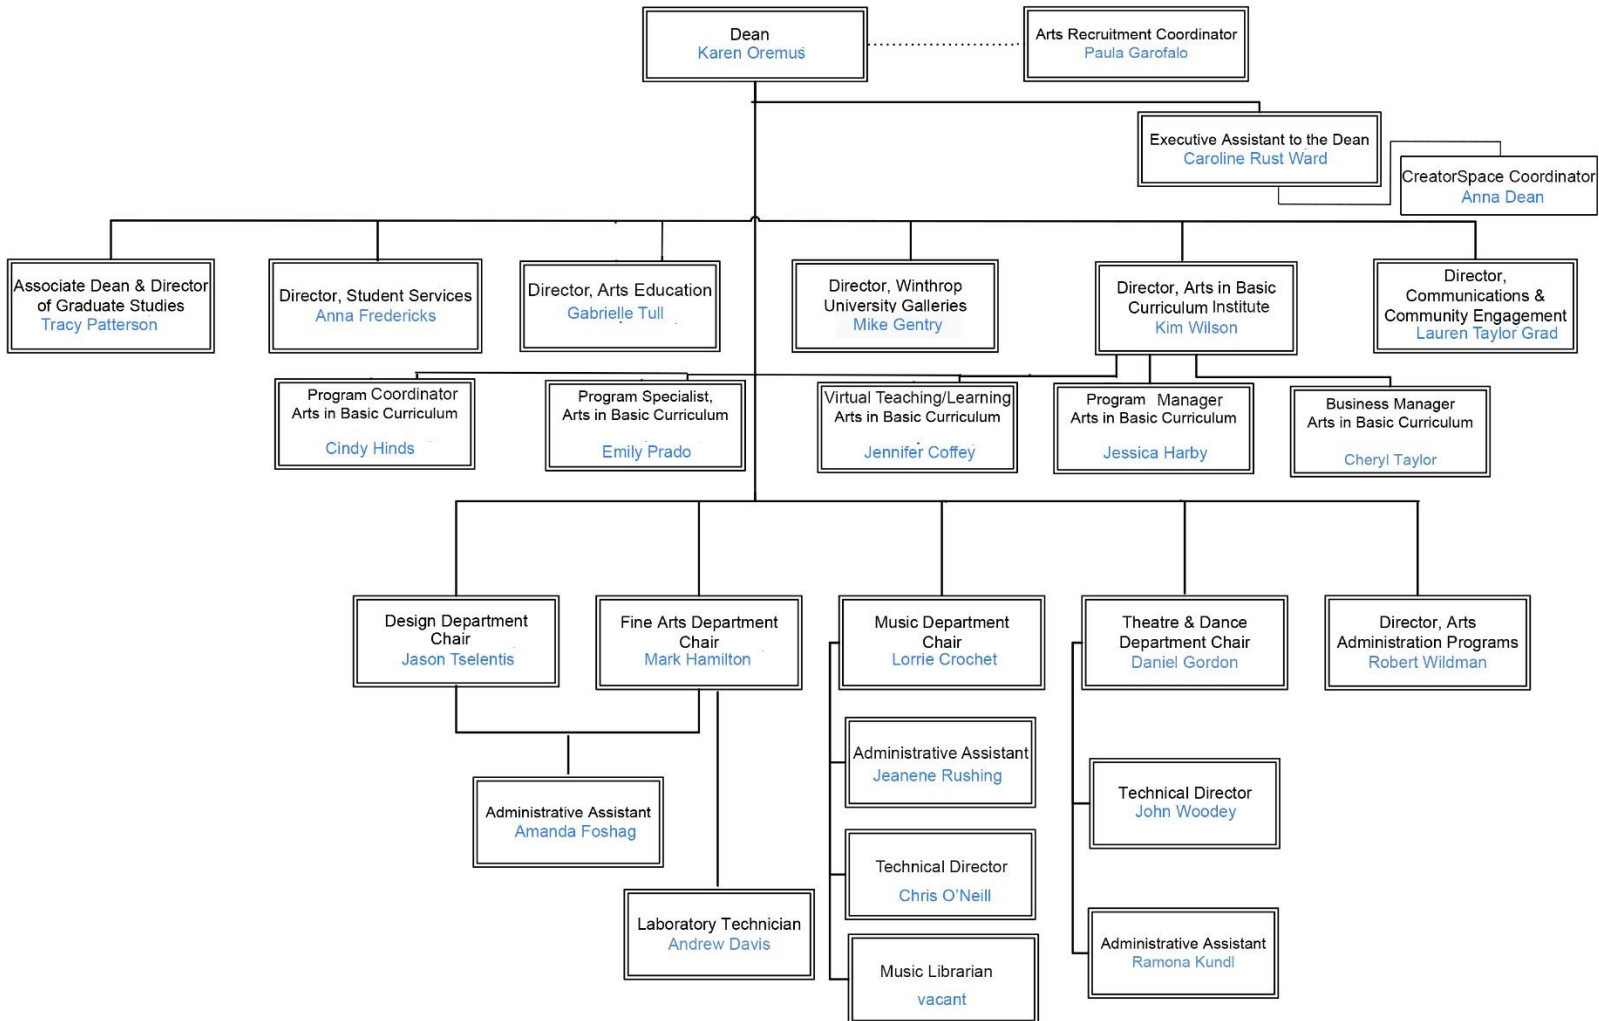 Dean
Karen Oremus
Arts Recruitment Coordinator
Paula Garofalo
Executive Assistant to the Dean
Caroline Rust Ward
CreatorSpace Coordinator
Anna Dean
Associate Dean & Director
of Graduate Studies
Tracy Patterson
Director, Student Services
Anna Fredericks
Director, Arts Education
Gabrielle Tull
Director, Winthrop
University Galleries
Mike Gentry
Director, Arts in Basic
Curriculum Institute
Kim Wilson
Director,
Communications &
Community Engagement
Lauren Taylor Grad
Program Coordinator
Arts in Basic Curriculum
Cindy Hinds
Program Specialist,
Arts in Basic Curriculum
Emily Prado
Virtual Teaching/Learning
Arts in Basic Curriculum
Jennifer Coffey
Program Manager
Arts in Basic Curriculum
Jessica Harby
Business Manager
Arts in Basic Curriculum
Cheryl Taylor
Design Department
Chair
Jason Tselentis
Fine Arts Department
Chair
Mark Hamilton
Music Department
Chair
Lorrie Crochet
Theatre & Dance
Department Chair
Daniel Gordon
Director, Arts
Administration Programs
Robert Wildman
Administrative Assistant
Amanda Foshag
Laboratory Technician
Andrew Davis
Administrative Assistant
Jeanene Rushing
Technical Director
Chris O'Neill
Music Librarian
vacant
Technical Director
John Woodey
Administrative Assistant
Ramona Kundl